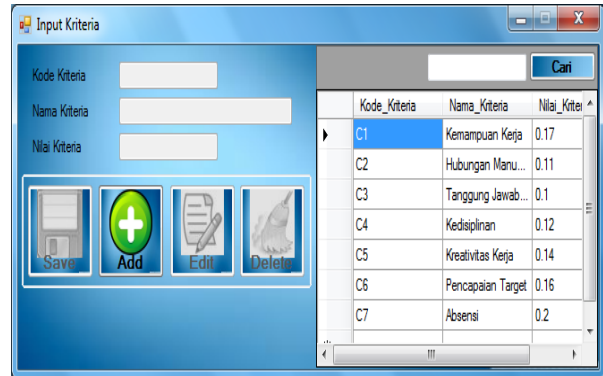 Input Kriteria
Kode Kriteria
Nama Kriteria
Nilai Kriteria
Save Add Edit Delete
Cari
Kode_Kriteria Nama_Kriteria Nilai_Kriter
C1 Kemampuan Kerja 0.17
C2 Hubungan Manu... 0.11
C3 Tanggung Jawab... 0.1
C4 Kedisiplinan 0.12
C5 Kreativitas Kerja 0.14
C6 Pencapaian Target 0.16
C7 Absensi 0.2